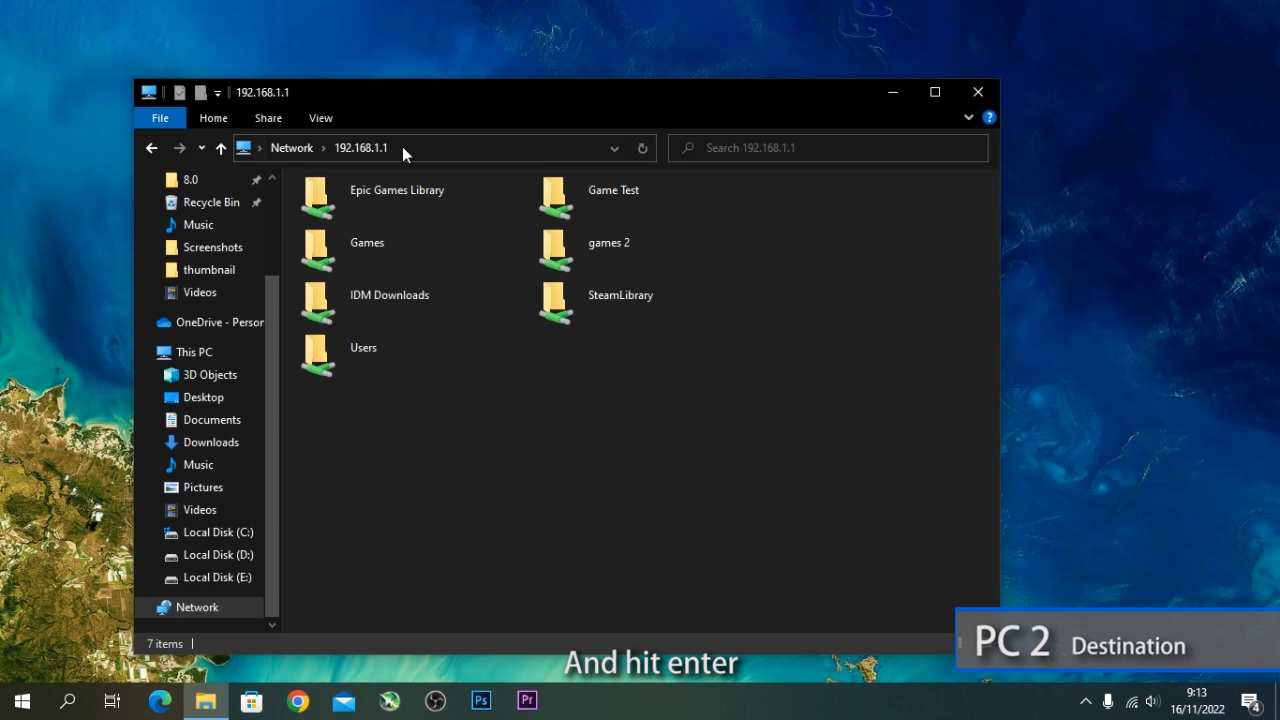 192.168.1.1
File Home Share View
Network 192.168.1.1 Search 192.168.1.1
8.0
Recycle Bin
Music
Screenshots
thumbnail
Videos
OneDrive - Person
This PC
3D Objects
Desktop
Documents
Downloads
Music
Pictures
Videos
Local Disk (C:)
Local Disk (D:)
Local Disk (E:)
Network
Epic Games Library Game Test
Games games 2
IDM Downloads SteamLibrary
Users
7 items
PC 2 Destination
And hit enter
Ps Pr
9:13
16/11/2022
4